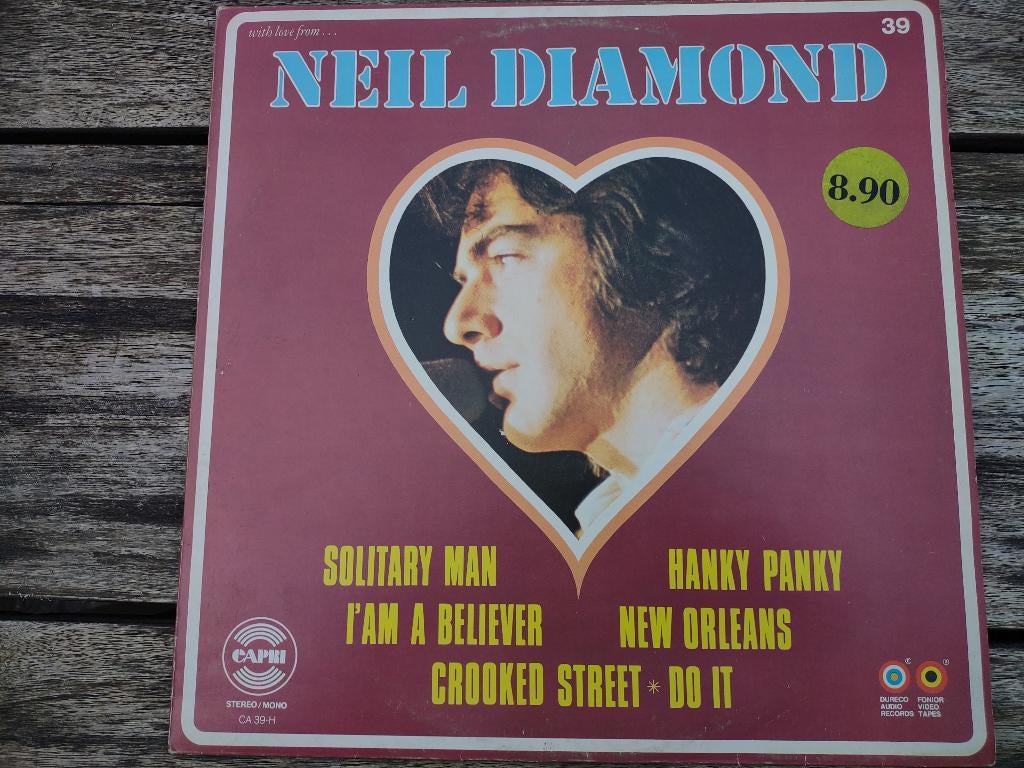 with love from...
39
NEIL DIAMOND
8.90
SOLITARY MAN
HANKY PANKY
I'AM A BELIEVER
NEW ORLEANS
CROOKED STREET * DO IT
CAPRI
STEREO/MONO
CA 39-H
® ®
DURECO
AUDIO
RECORDS
FONIOR
VIDEO
TAPES